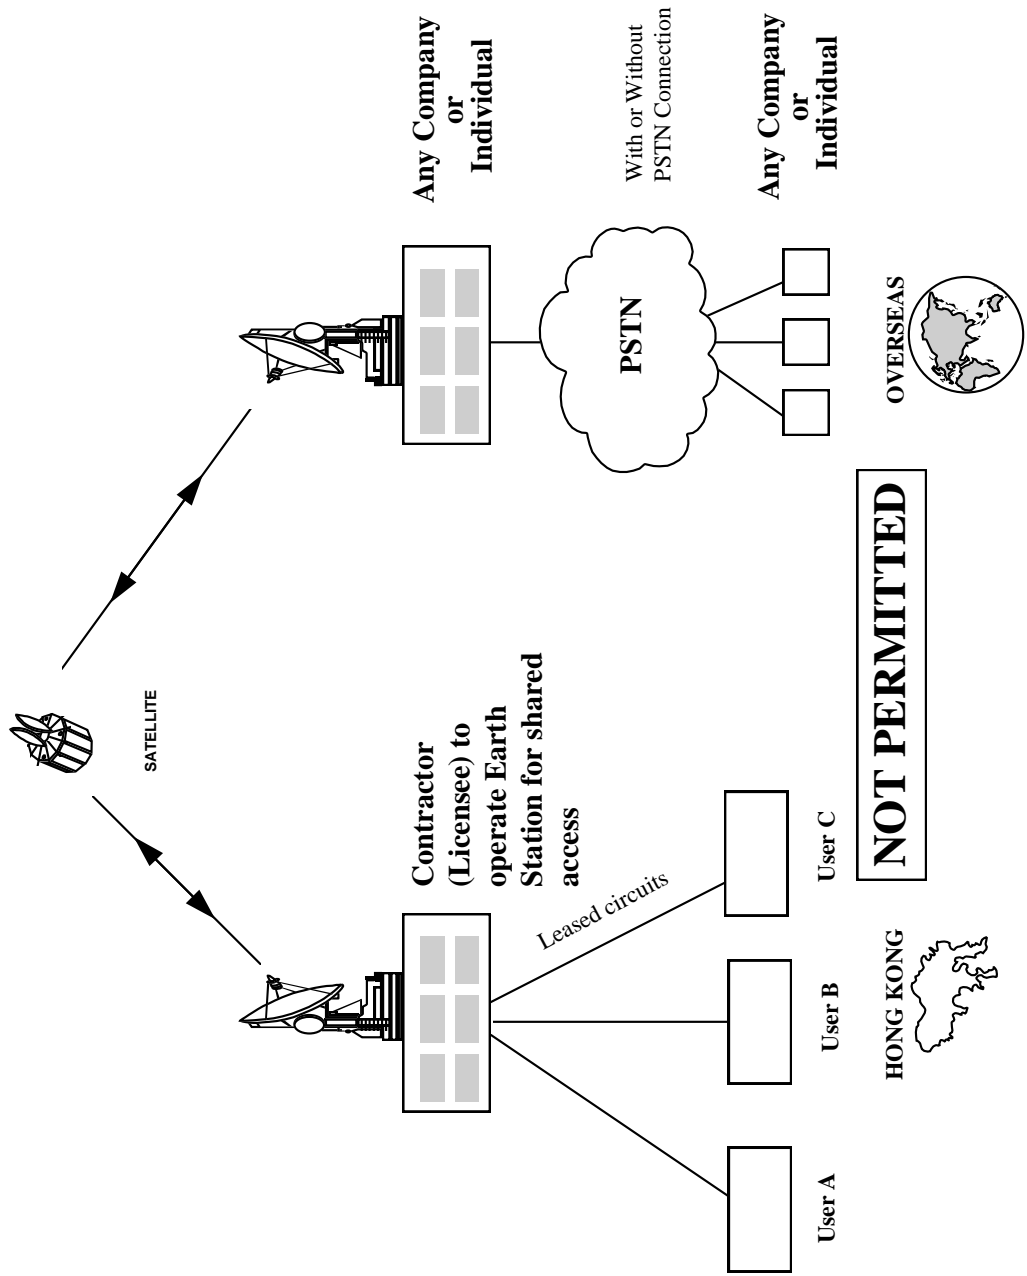 SATELLITE
Contractor
(Licensee) to
operate Earth
Station for shared
access
Any Company
or
Individual
Leased circuits
PSTN
With or Without
PSTN Connection
User A
User B
User C
Any Company
or
Individual
HONG KONG
NOT PERMITTED
OVERSEAS